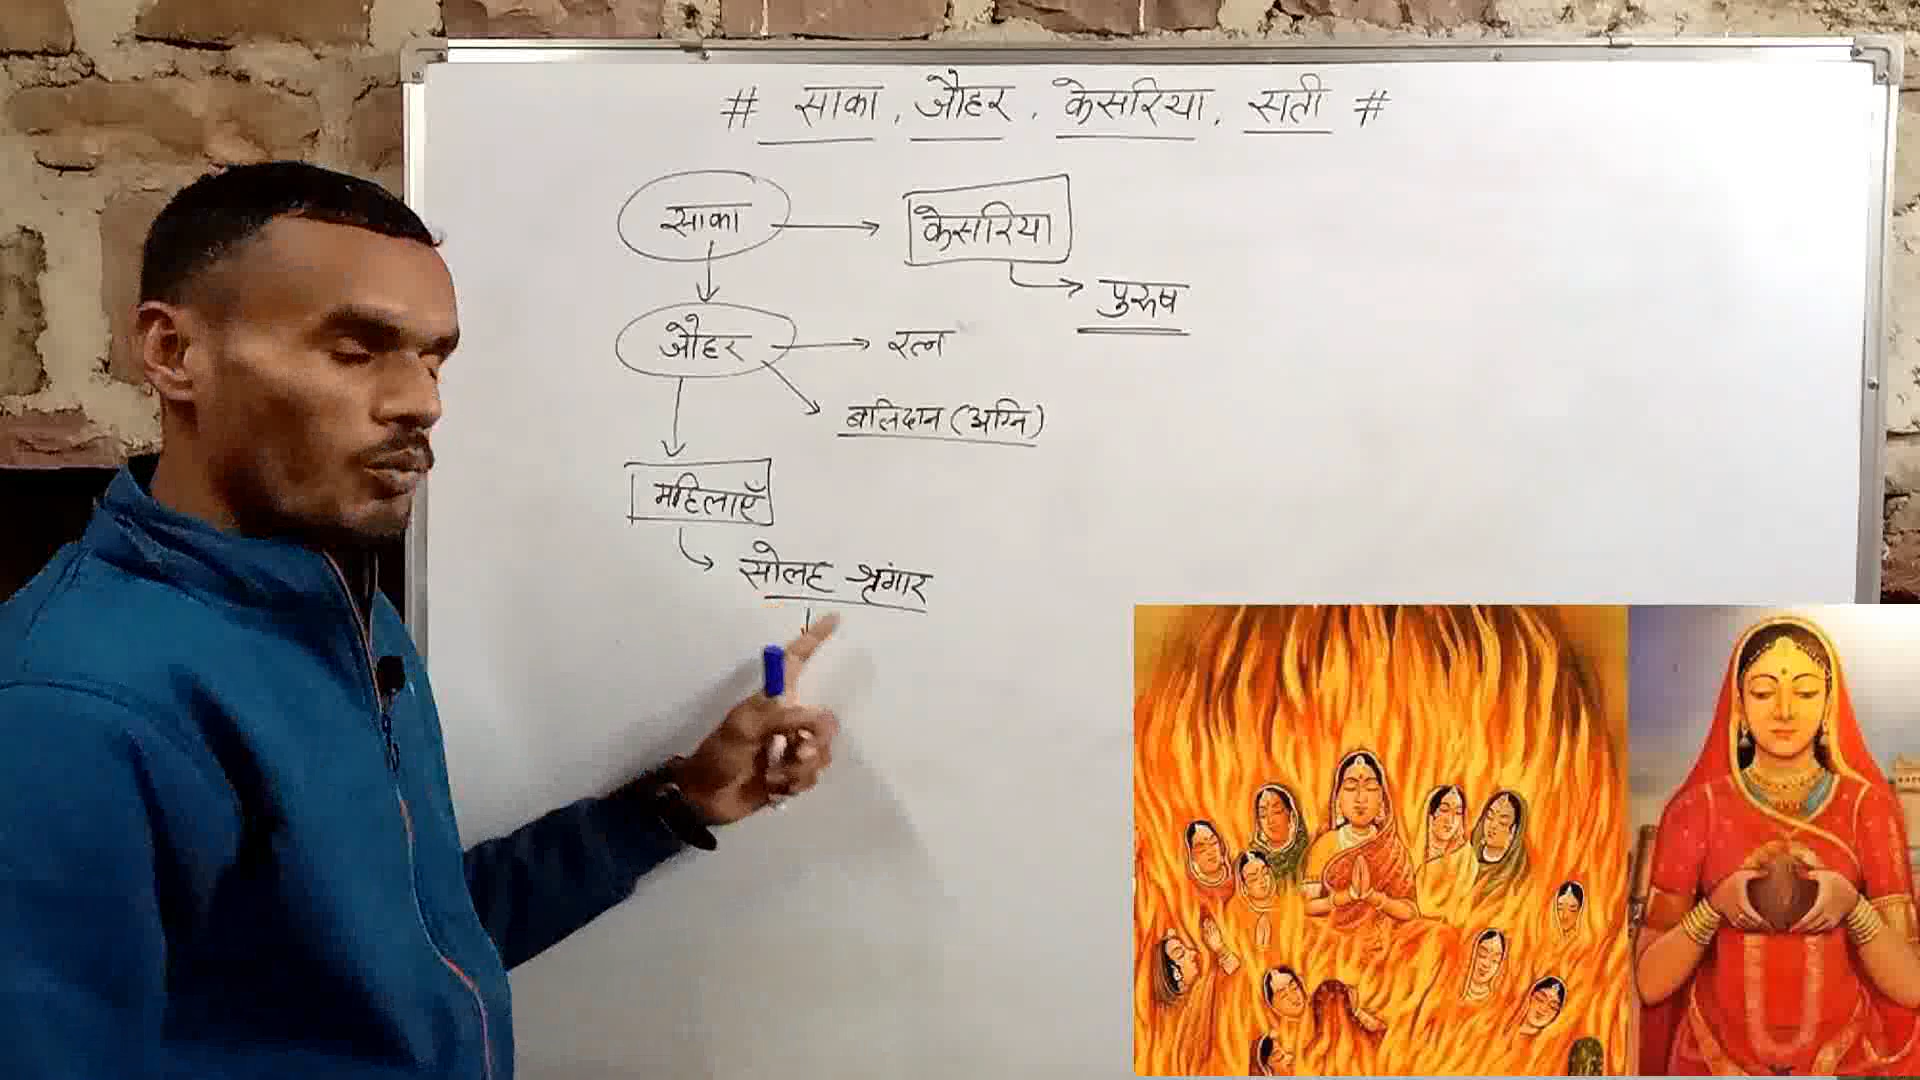 # साका, जौहर, केसरिया, सती #
साका → केसरिया
पुरुष
जौहर → रत्न
बलिदान (अग्नि)
महिलाएँ
सोलह श्रृंगार